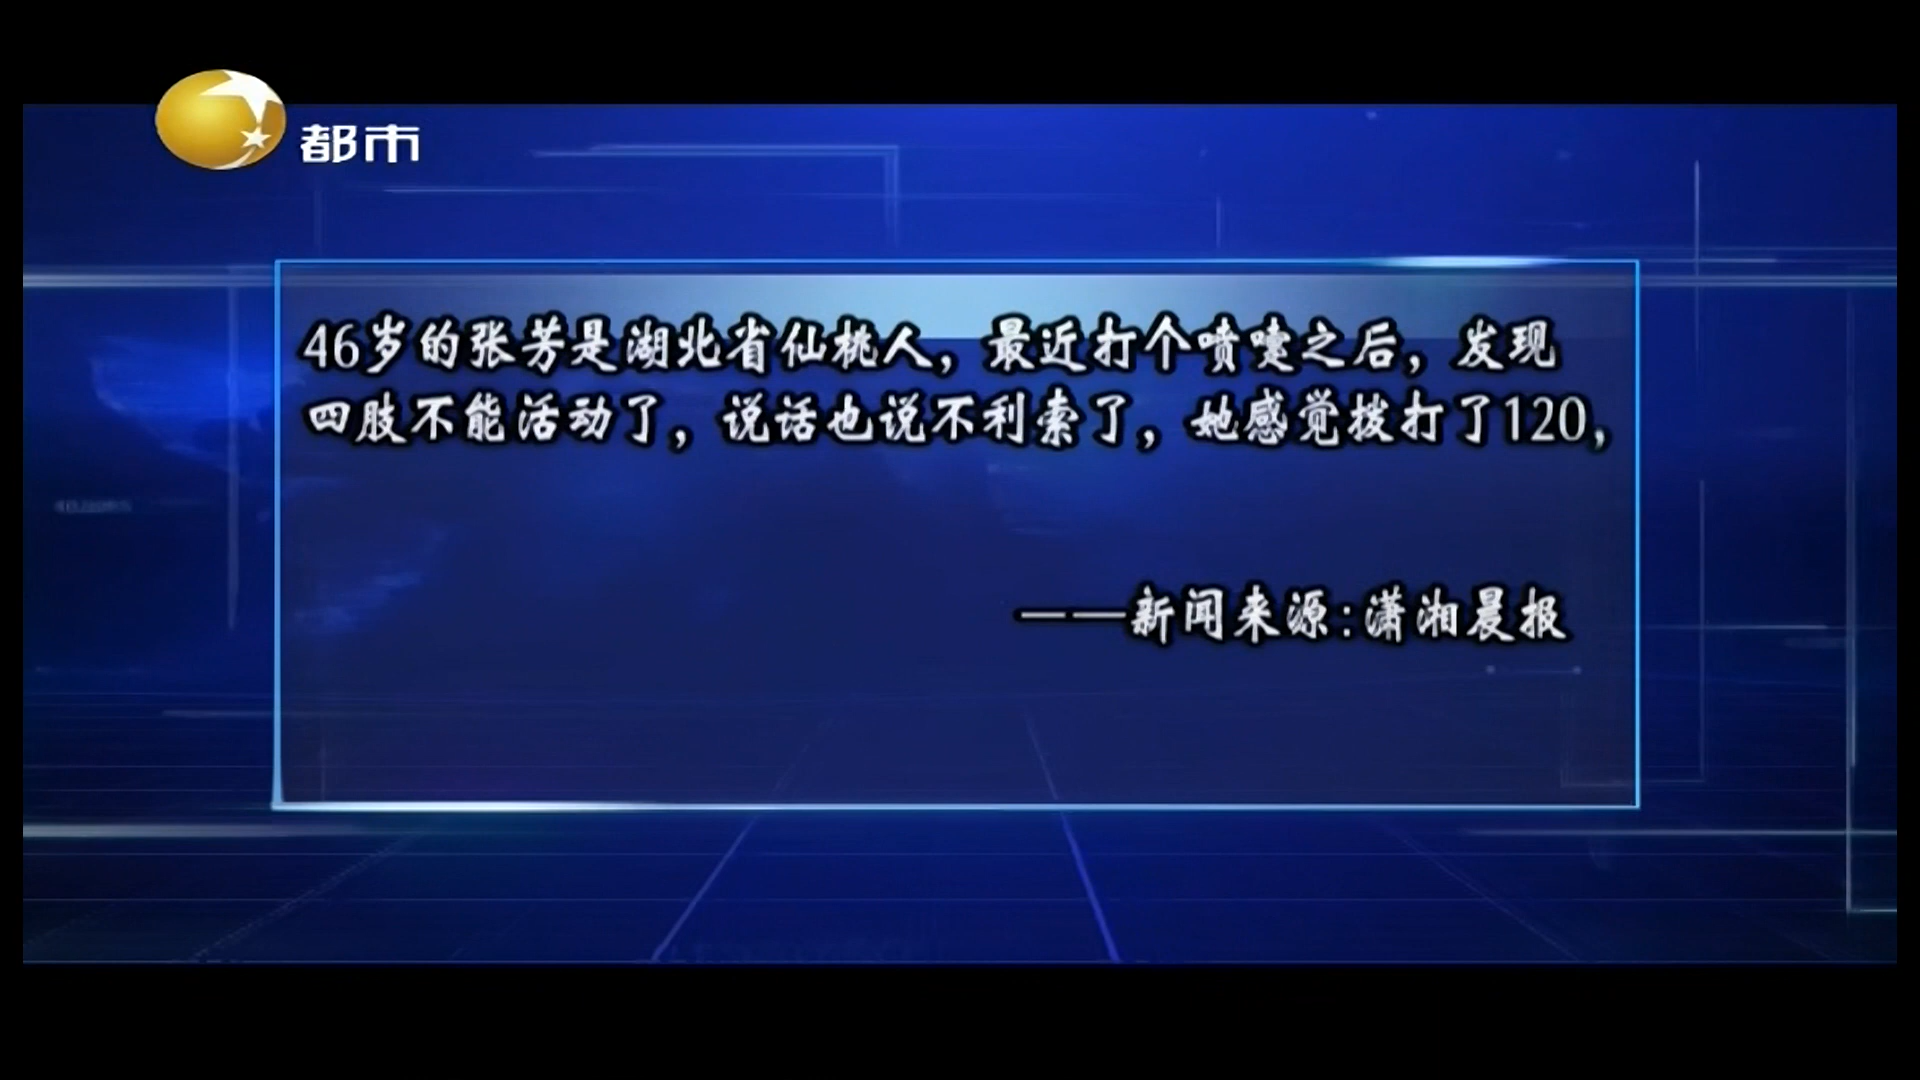 都市
46岁的张芳是湖北省仙桃人，最近打个喷嚏之后，发现
四肢不能活动了，说话也说不利索了，她感觉拨打了120，
——新闻来源:潇湘晨报